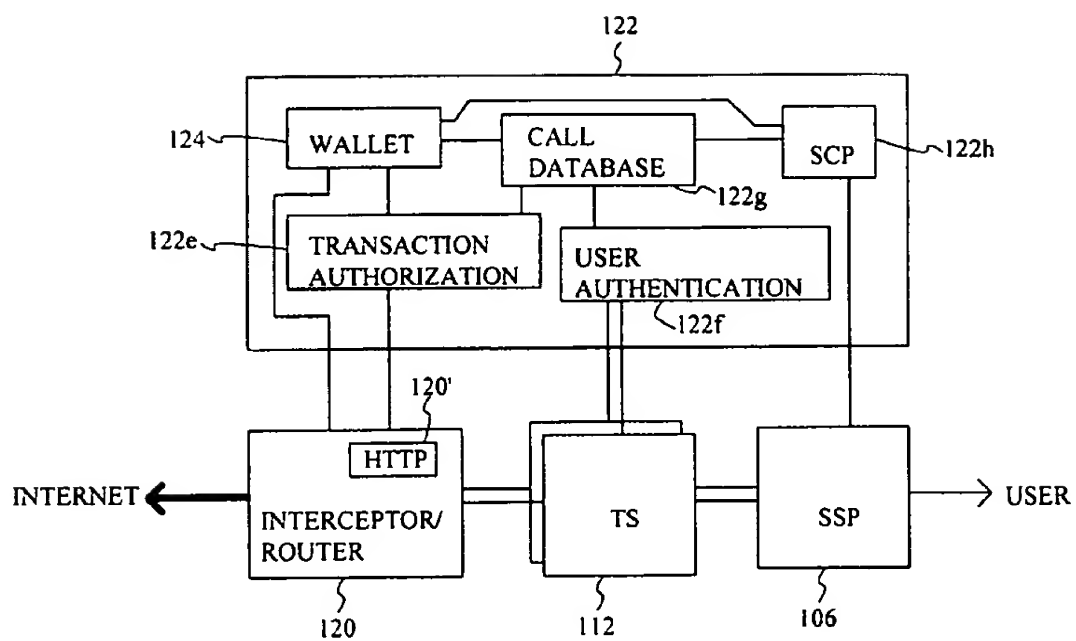 122
124
WALLET
CALL
DATABASE
SCP
122h
122g
122e
TRANSACTION
AUTHORIZATION
USER
AUTHENTICATION
122f
120'
HTTP
INTERNET
INTERCEPTOR/
ROUTER
TS
SSP
USER
120
112
106